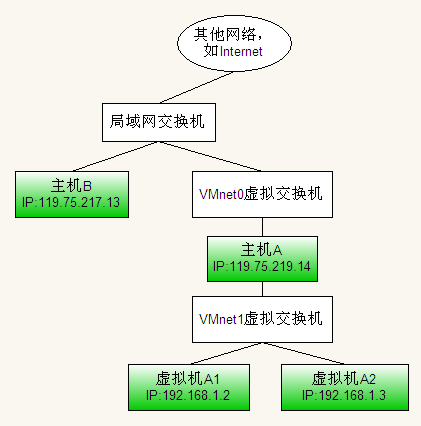 其他网络，
如Internet
局域网交换机
主机B
IP:119.75.217.13
VMnet0虚拟交换机
主机A
IP:119.75.219.14
VMnet1虚拟交换机
虚拟机A1
IP:192.168.1.2
虚拟机A2
IP:192.168.1.3